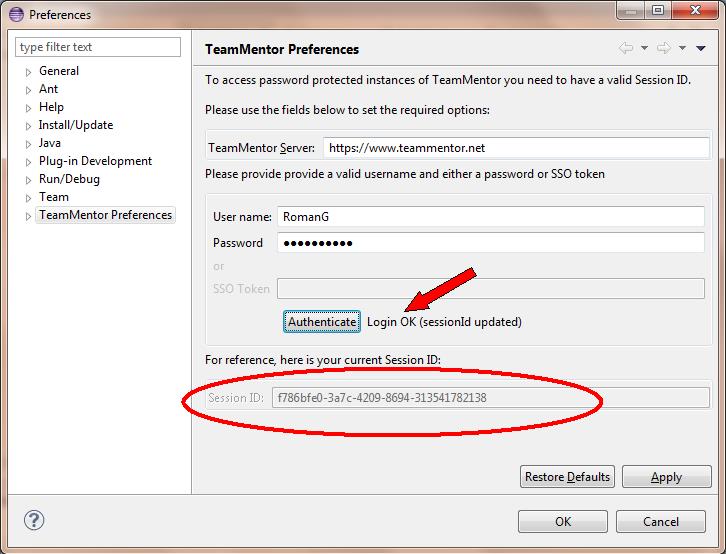 Preferences
type filter text
General
Ant
Help
Install/Update
Java
Plug-in Development
Run/Debug
Team
TeamMentor Preferences
TeamMentor Preferences
To access password protected instances of TeamMentor you need to have a valid Session ID.
Please use the fields below to set the required options:
TeamMentor Server: https://www.teammentor.net
Please provide provide a valid username and either a password or SSO token
User name: RomanG
Password ●●●●●●●●●●
or
SSO Token
Authenticate Login OK (sessionId updated)
For reference, here is your current Session ID:
Session ID: f786bfe0-3a7c-4209-8694-313541782138
Restore Defaults Apply
? OK Cancel